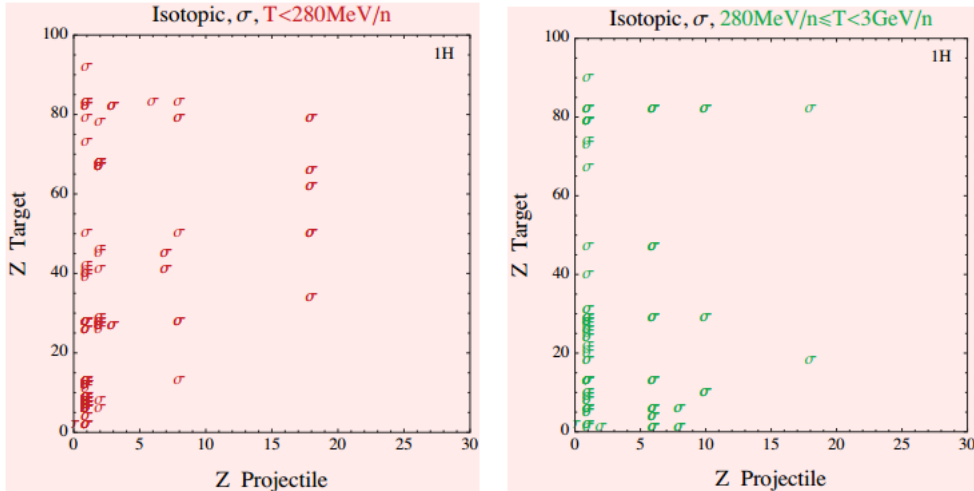 Isotopic, σ, T<280MeV/n
100
80
60
40
20
0
0 5 10 15 20 25 30
1H
Z Target
Z Projectile
Isotopic, σ, 280MeV/n⩽T<3GeV/n
100
80
60
40
20
0
0 5 10 15 20 25 30
1H
Z Target
Z Projectile